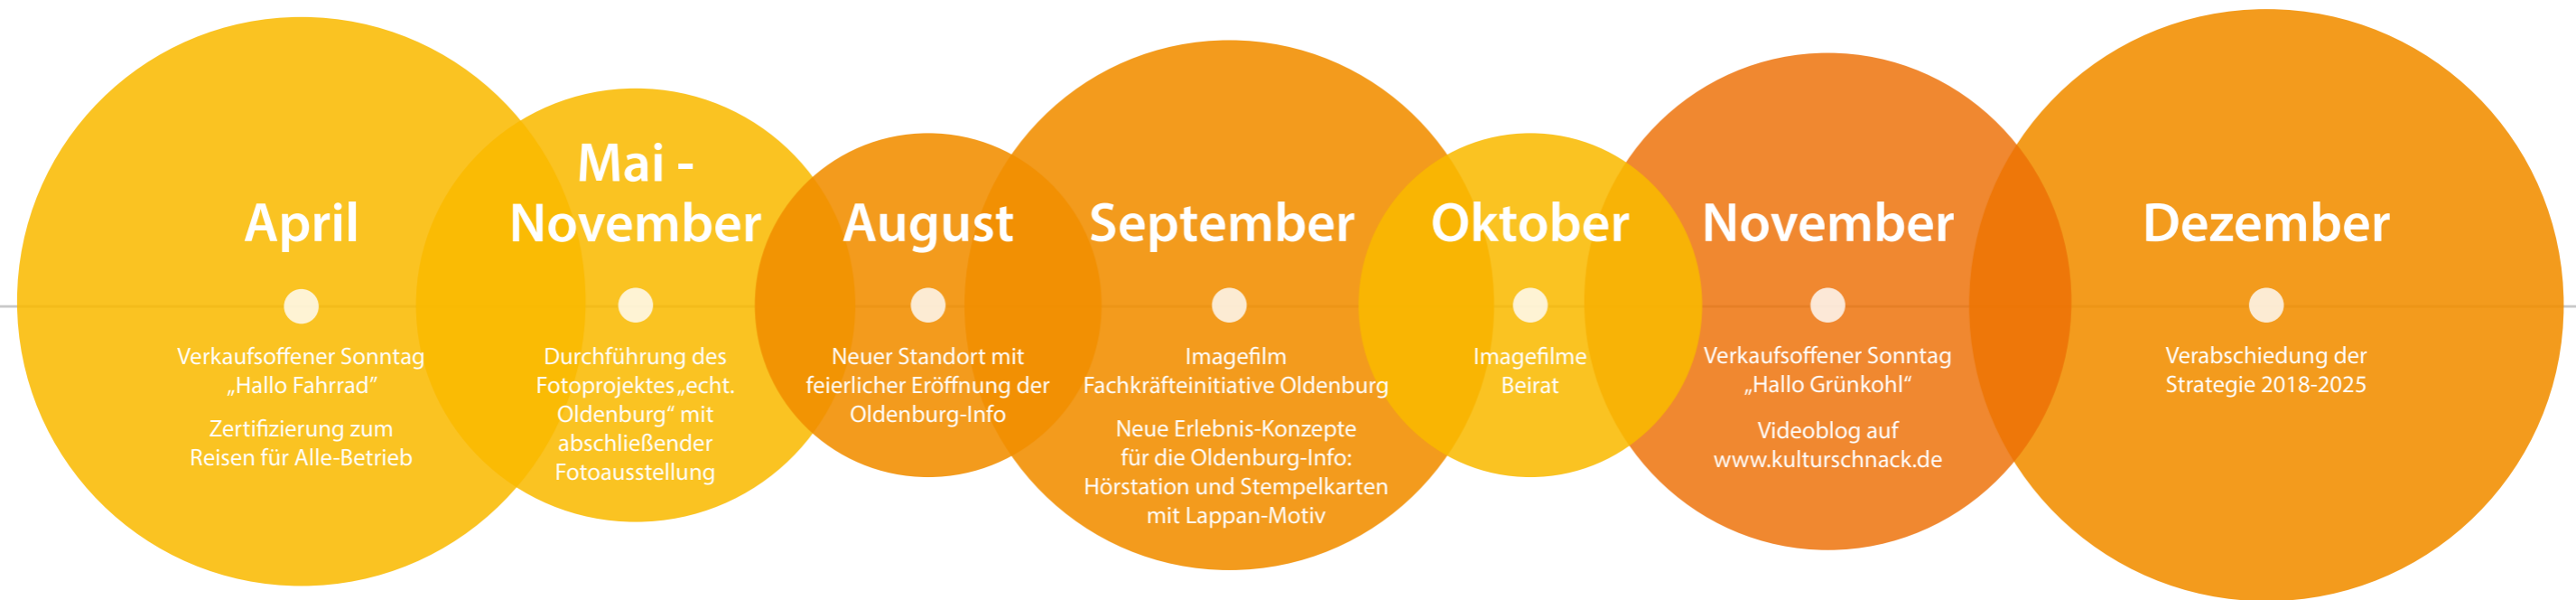 April
Verkaufsoffener Sonntag
„Hallo Fahrrad”
Zertifizierung zum
Reisen für Alle-Betrieb
Mai -
November
Durchführung des
Fotoprojektes „echt.
Oldenburg“ mit
abschließender
Fotoausstellung
August
Neuer Standort mit
feierlicher Eröffnung der
Oldenburg-Info
September
Imagefilm
Fachkräfteinitiative Oldenburg
Neue Erlebnis-Konzepte
für die Oldenburg-Info:
Hörstation und Stempelkarten
mit Lappan-Motiv
Oktober
Imagefilme
Beirat
November
Verkaufsoffener Sonntag
„Hallo Grünkohl“
Videoblog auf
www.kulturschnack.de
Dezember
Verabschiedung der
Strategie 2018-2025